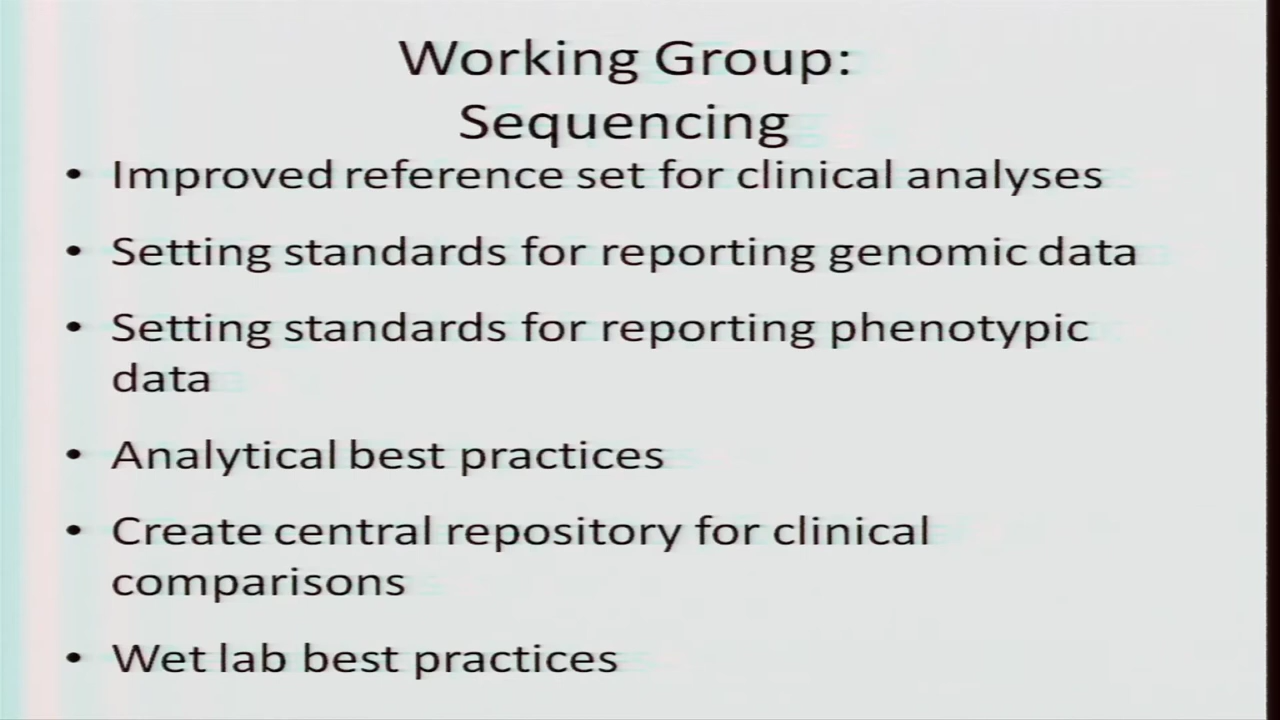 Working Group:
Sequencing
• Improved reference set for clinical analyses
• Setting standards for reporting genomic data
• Setting standards for reporting phenotypic
data
• Analytical best practices
• Create central repository for clinical
comparisons
• Wet lab best practices